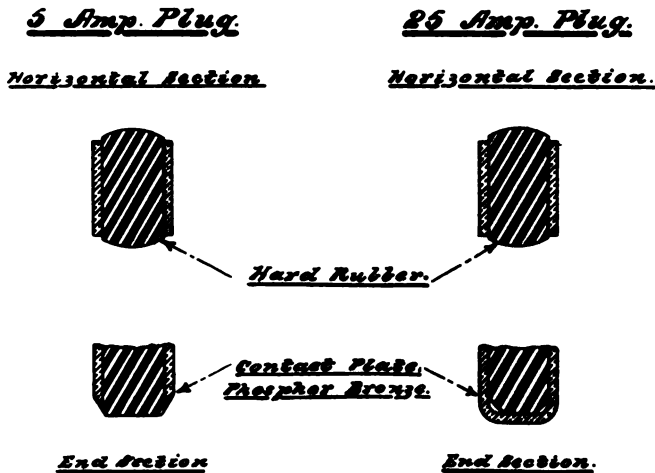 5 Amp. Plug.
25 Amp. Plug.
Horizontal Section
Horizontal Section.
Hard Rubber.
Contact Plate,
Phosphor Bronze.
End Section
End Section.